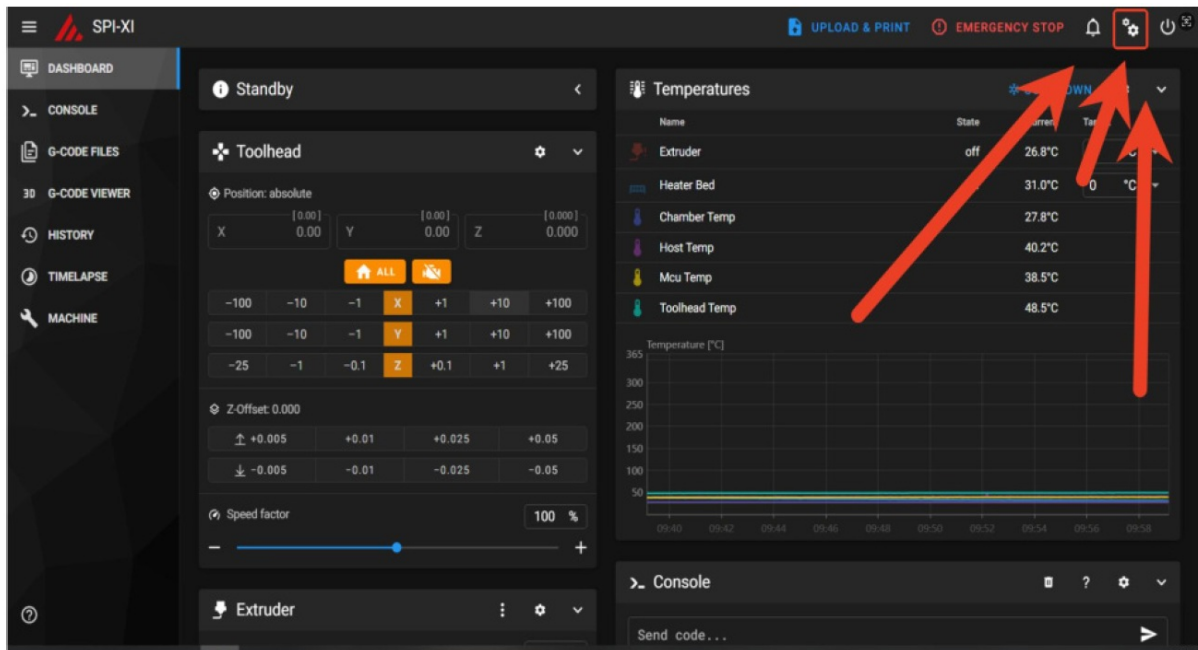 SPI-XI
UPLOAD & PRINT
EMERGENCY STOP
DASHBOARD
CONSOLE
G-CODE FILES
3D G-CODE VIEWER
HISTORY
TIMELAPSE
MACHINE
Standby
Toolhead
Position: absolute
[0.00] [0.00] [0.000]
X 0.00 Y 0.00 Z 0.000
ALL
-100 -10 -1 X +1 +10 +100
-100 -10 -1 Y +1 +10 +100
-25 -1 -0.1 Z +0.1 +1 +25
Z-Offset: 0.000
+0.005 +0.01 +0.025 +0.05
-0.005 -0.01 -0.025 -0.05
Speed factor 100 %
− +
Extruder
Temperatures
Name State
Extruder off 26.8°C
Heater Bed 31.0°C 0 °C
Chamber Temp 27.8°C
Host Temp 40.2°C
Mcu Temp 38.5°C
Toolhead Temp 48.5°C
Temperature [°C]
365
300
250
200
150
100
50
09:40 09:42 09:44 09:46 09:48 09:50 09:52 09:54 09:56 09:58
Console
?
Send code...